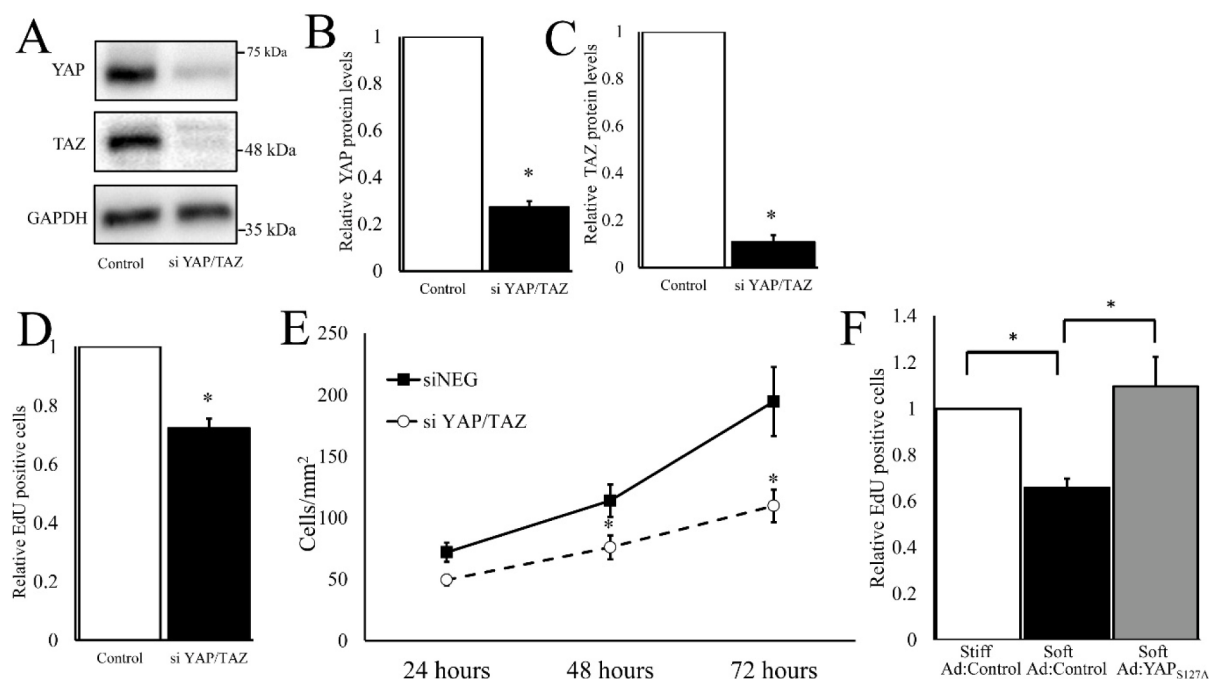 A
YAP
75 kDa
TAZ
48 kDa
GAPDH
35 kDa
Control
si YAP/TAZ
B
Relative YAP protein levels
1
0.8
0.6
0.4
0.2
0
*
Control
si YAP/TAZ
C
Relative TAZ protein levels
1
0.8
0.6
0.4
0.2
0
*
Control
si YAP/TAZ
D
Relative EdU positive cells
1
0.8
0.6
0.4
0.2
0
*
Control
si YAP/TAZ
E
Cells/mm²
250
200
150
100
50
0
siNEG
si YAP/TAZ
*
*
24 hours
48 hours
72 hours
F
Relative EdU positive cells
1.4
1.2
1
0.8
0.6
0.4
0.2
0
*
*
Stiff
Ad:Control
Soft
Ad:Control
Soft
Ad:YAP S127A